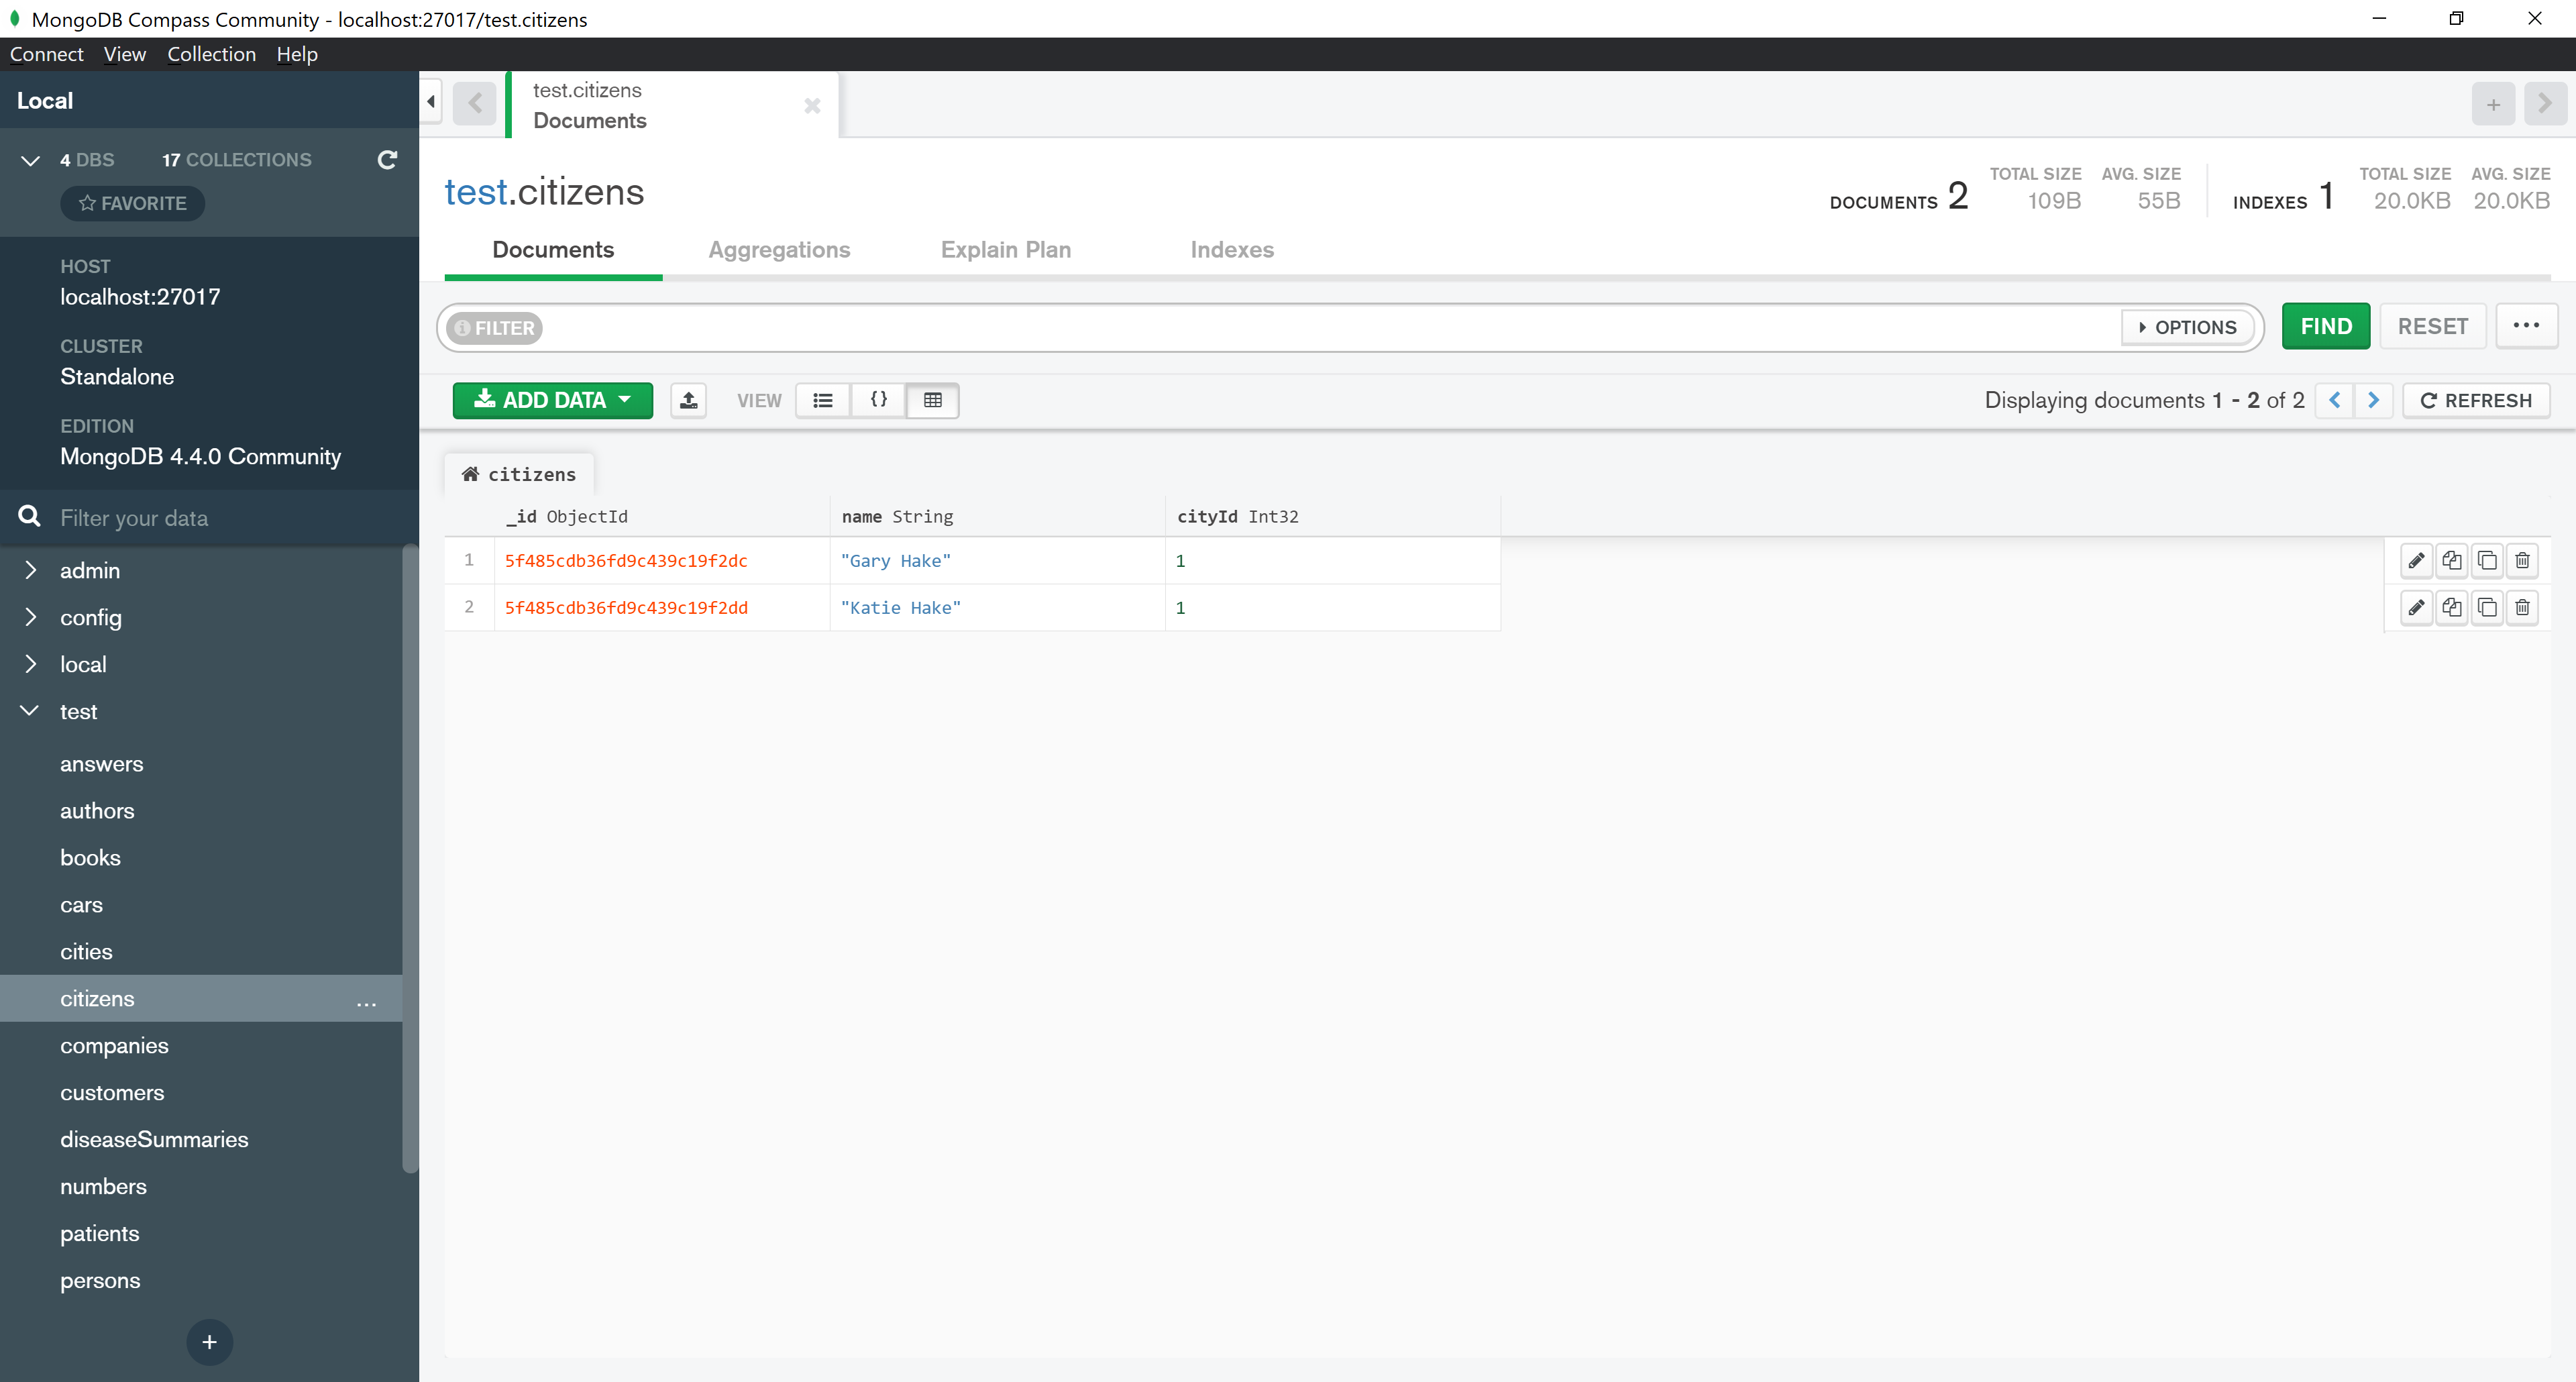 MongoDB Compass Community - localhost:27017/test.citizens
Connect View Collection Help
Local
4 DBS 17 COLLECTIONS
FAVORITE
HOST
localhost:27017
CLUSTER
Standalone
EDITION
MongoDB 4.4.0 Community
Filter your data
admin
config
local
test
answers
authors
books
cars
cities
citizens ...
companies
customers
diseaseSummaries
numbers
patients
persons
+
test.citizens
Documents
+
test.citizens
DOCUMENTS 2 TOTAL SIZE 109B AVG. SIZE 55B INDEXES 1 TOTAL SIZE 20.0KB AVG. SIZE 20.0KB
Documents Aggregations Explain Plan Indexes
FILTER OPTIONS FIND RESET ...
ADD DATA VIEW {} Displaying documents 1 - 2 of 2 REFRESH
citizens
_id ObjectId name String cityId Int32
1 5f485cdb36fd9c439c19f2dc "Gary Hake" 1
2 5f485cdb36fd9c439c19f2dd "Katie Hake" 1